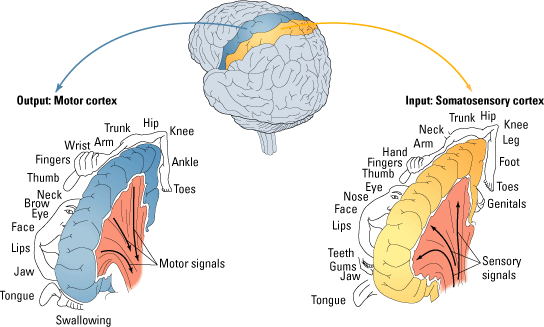 Output: Motor cortex
Hip
Trunk
Knee
Arm
Wrist
Fingers
Ankle
Thumb
Toes
Neck
Brow
Eye
Face
Lips
Motor signals
Jaw
Tongue
Swallowing
Input: Somatosensory cortex
Trunk
Hip
Neck
Knee
Arm
Leg
Hand
Fingers
Foot
Thumb
Eye
Toes
Nose
Genitals
Face
Lips
Teeth
Sensory
signals
Gums
Jaw
Tongue